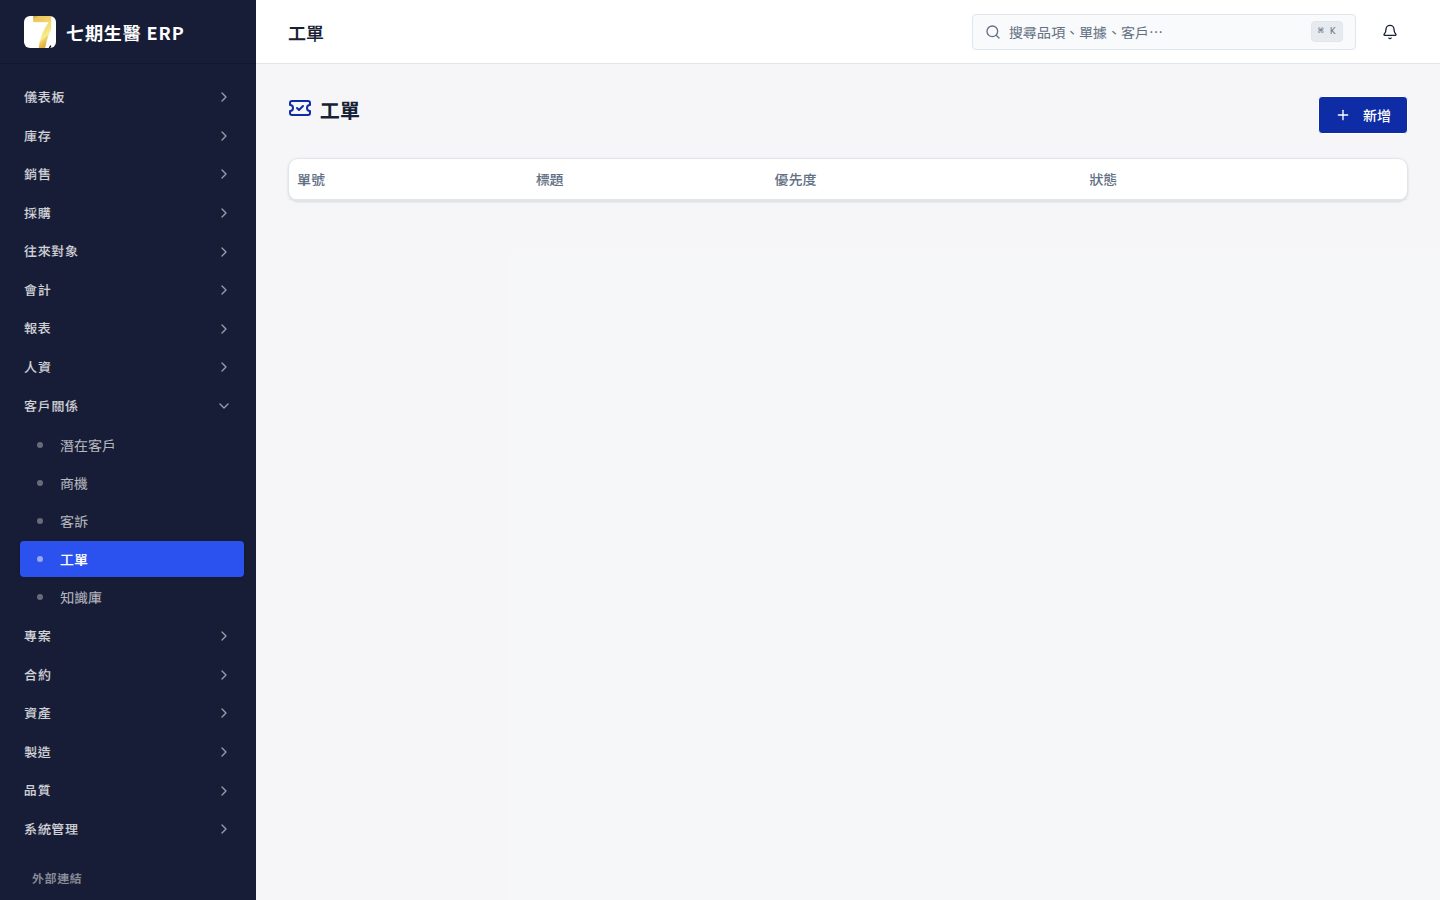 七期生醫 ERP
儀表板
庫存
銷售
採購
往來對象
會計
報表
人資
客戶關係
潛在客戶
商機
客訴
工單
知識庫
專案
合約
資產
製造
品質
系統管理
外部連結
工單
搜尋品項、單據、客戶…
⌘ K
工單
新增
單號 標題 優先度 狀態